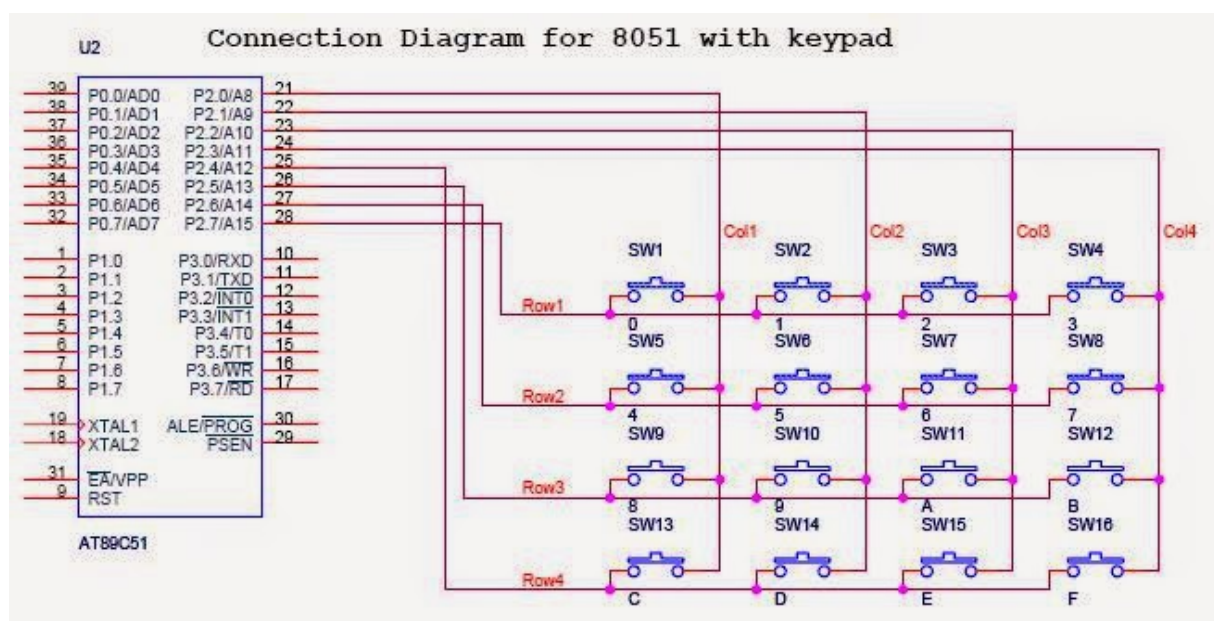 Connection Diagram for 8051 with keypad
U2
39 P0.0/AD0 P2.0/A8 21
38 P0.1/AD1 P2.1/A9 22
37 P0.2/AD2 P2.2/A10 23
36 P0.3/AD3 P2.3/A11 24
35 P0.4/AD4 P2.4/A12 25
34 P0.5/AD5 P2.5/A13 26
33 P0.6/AD6 P2.6/A14 27
32 P0.7/AD7 P2.7/A15 28
1 P1.0 P3.0/RXD 10
2 P1.1 P3.1/TXD 11
3 P1.2 P3.2/INT0 12
4 P1.3 P3.3/INT1 13
5 P1.4 P3.4/T0 14
6 P1.5 P3.5/T1 15
7 P1.6 P3.6/WR 16
8 P1.7 P3.7/RD 17
19 XTAL1 ALE/PROG 30
18 XTAL2 PSEN 29
31 EA/VPP
9 RST
AT89C51
Col1 Col2 Col3 Col4
SW1 SW2 SW3 SW4
Row1
0 1 2 3
SW5 SW6 SW7 SW8
Row2
4 5 6 7
SW9 SW10 SW11 SW12
Row3
8 9 A B
SW13 SW14 SW15 SW16
Row4
C D E F